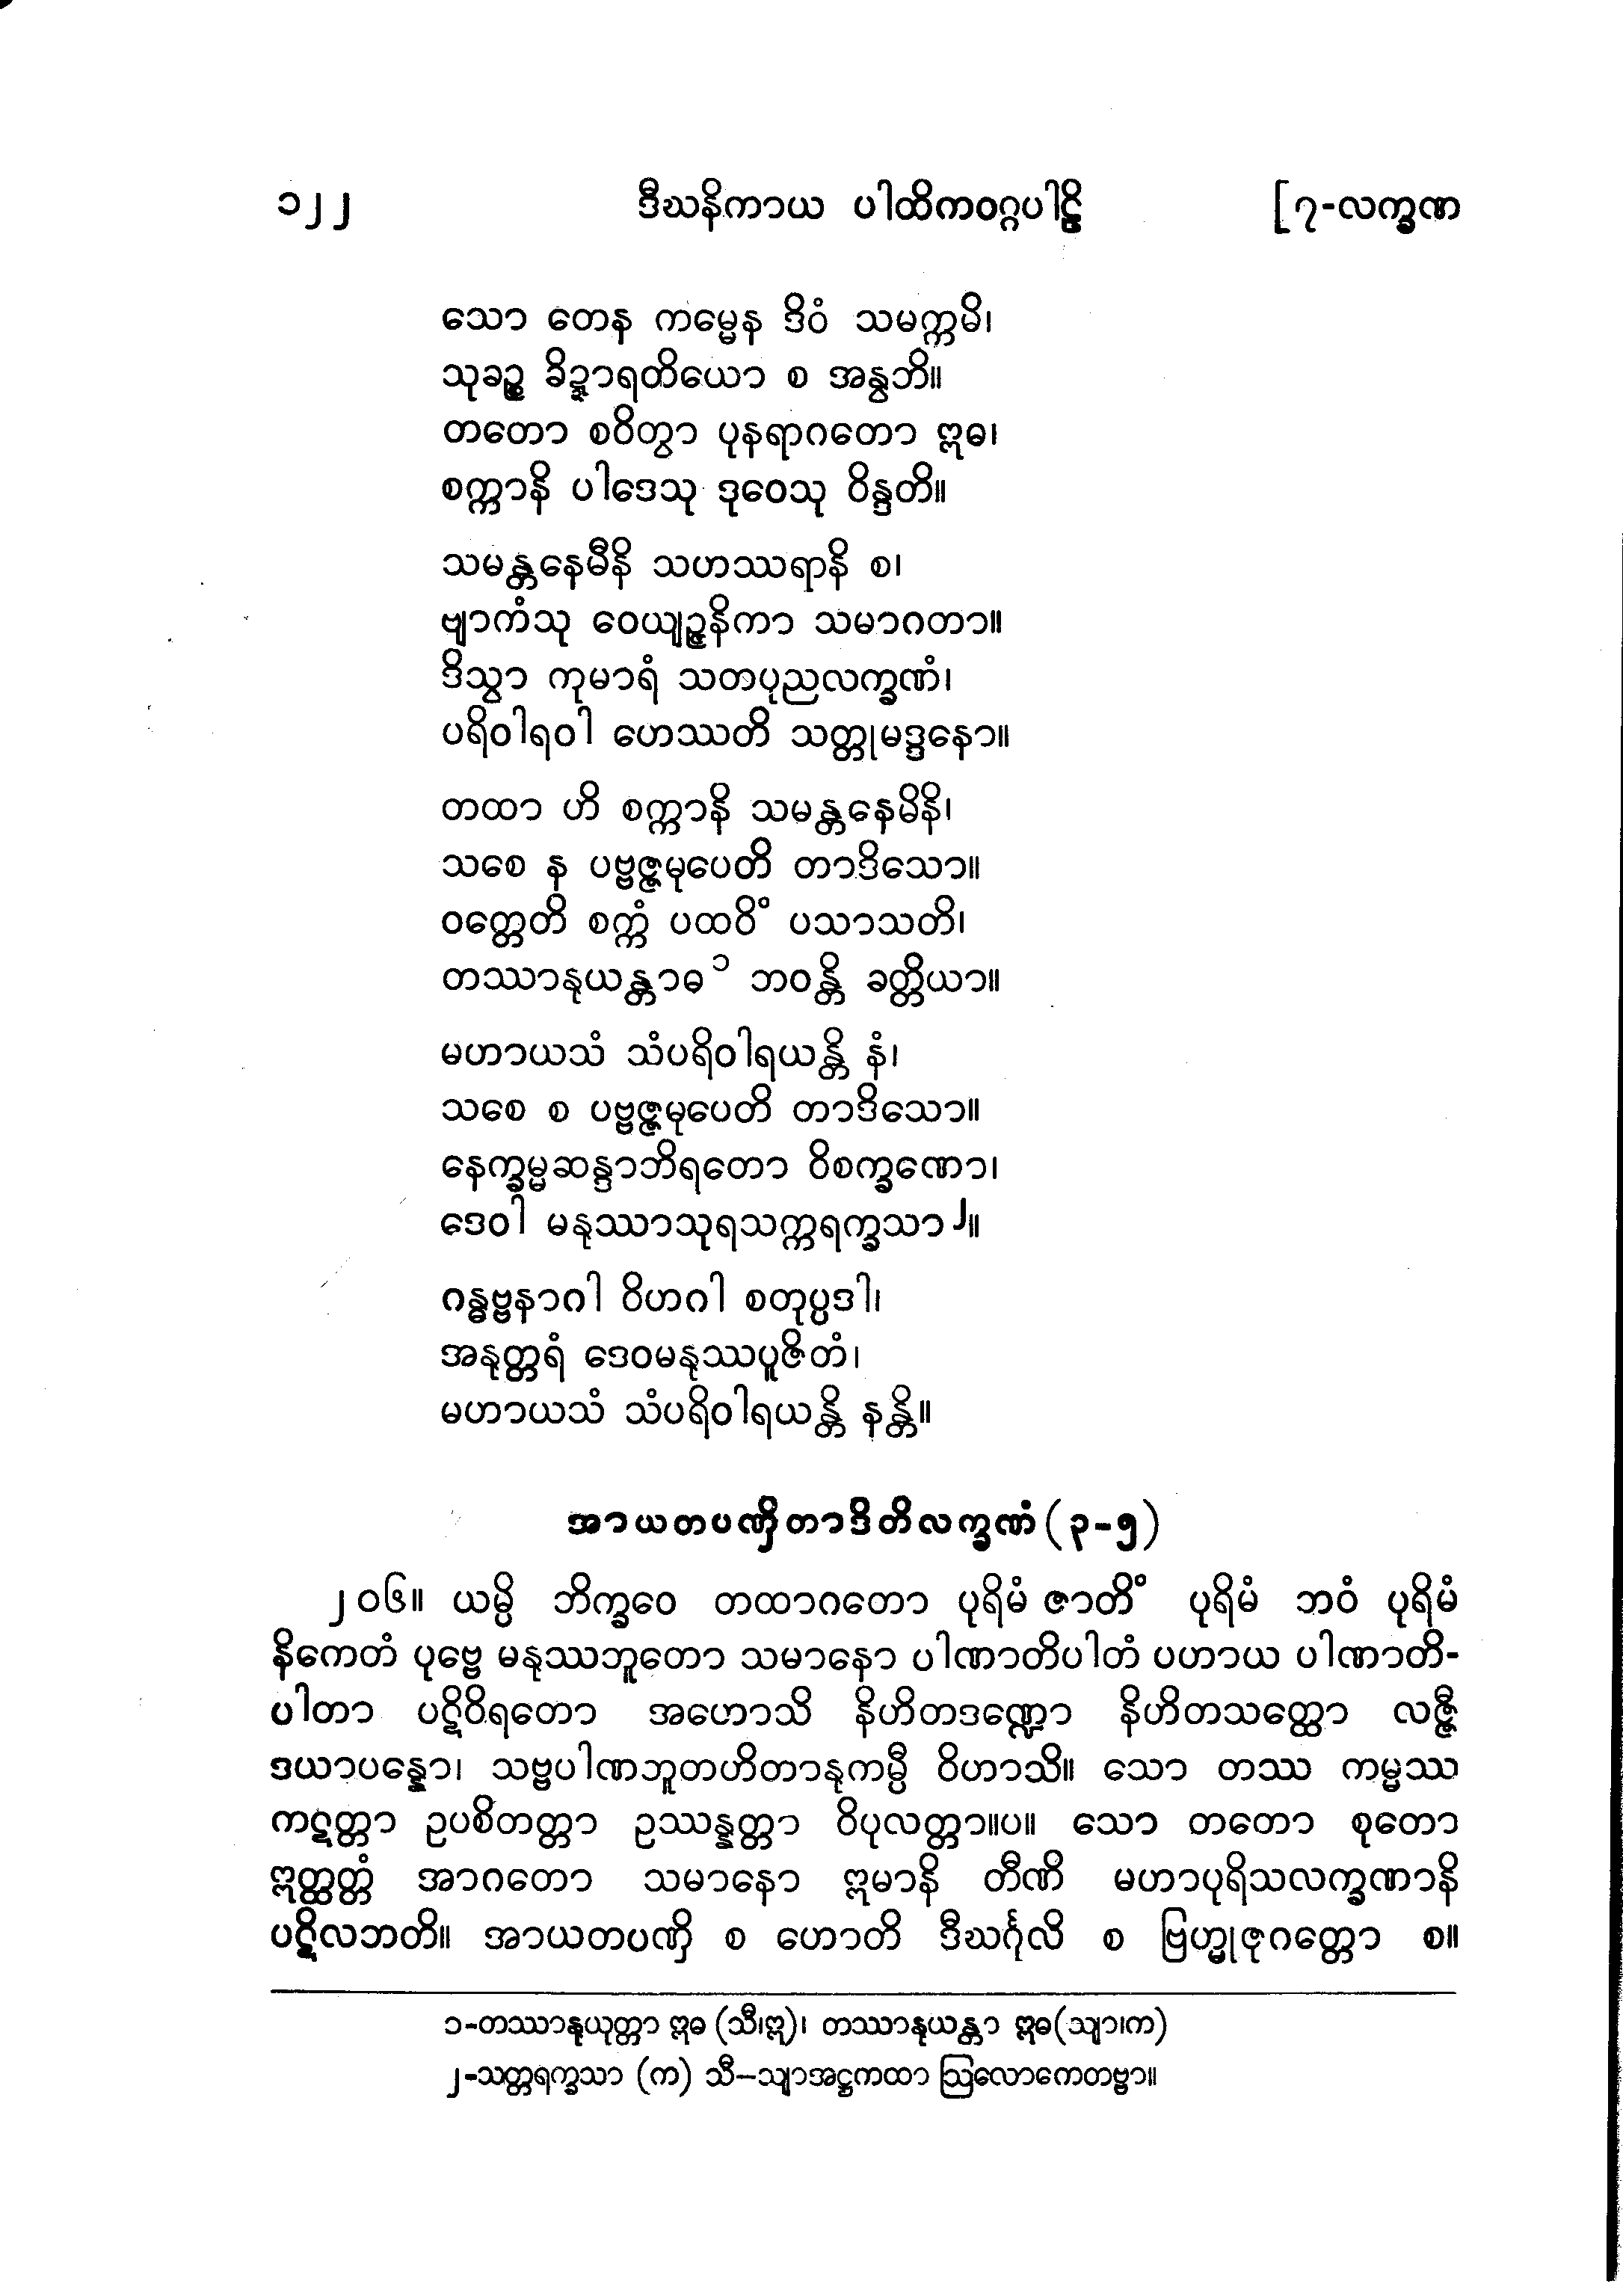 ၁၂၂ ဒီဃနိကာယ ပါထိကဝဂ္ဂပါဠိ [၇-လက္ခဏ
သော တေန ကမ္မေန ဒိဝံ သမက္ကမိ၊
သုခဉ္စ ခိဍ္ဍာရတိယော စ အနွဘိ။
တတော စဝိတွာ ပုနရာဂတော ဣဓ၊
စက္ကာနိ ပါဒေသု ဒုဝေသု ဝိန္ဒတိ။
သမန္တနေမီနိ သဟဿရာနိ စ၊
ဗျာကံသု ဝေယျဉ္ဇနိကာ သမာဂတာ။
ဒိသွာ ကုမာရံ သတပုညလက္ခဏံ၊
ပရိဝါရဝါ ဟေဿတိ သတ္တုမဒ္ဒနော။
တထာ ဟိ စက္ကာနိ သမန္တနေမိနိ၊
သစေ န ပဗ္ဗဇ္ဇမုပေတိ တာဒိသော။
ဝတ္တေတိ စက္ကံ ပထဝိံ ပသာသတိ၊
တဿာနုယန္တာဓ ၁ ဘဝန္တိ ခတ္တိယာ။
မဟာယသံ သံပရိဝါရယန္တိ နံ၊
သစေ စ ပဗ္ဗဇ္ဇမုပေတိ တာဒိသော။
နေက္ခမ္မဆန္ဒာဘိရတော ဝိစက္ခဏော၊
ဒေဝါ မနုဿာသုရသက္ကရက္ခသာ ၂။
ဂန္ဓဗ္ဗနာဂါ ဝိဟဂါ စတုပ္ပဒါ၊
အနုတ္တရံ ဒေဝမနုဿပူဇိတံ၊
မဟာယသံ သံပရိဝါရယန္တိ နန္တိ။
အာယတပဏှိတာဒိတိလက္ခဏံ (၃-၅)
၂၀၆။ ယမ္ပိ ဘိက္ခဝေ တထာဂတော ပုရိမံ ဇာတိံ ပုရိမံ ဘဝံ ပုရိမံ
နိကေတံ ပုဗ္ဗေ မနုဿဘူတော သမာနော ပါဏာတိပါတံ ပဟာယ ပါဏာတိ-
ပါတာ ပဋိဝိရတော အဟောသိ နိဟိတဒဏ္ဍော နိဟိတသတ္ထော လဇ္ဇီ
ဒယာပန္နော၊ သဗ္ဗပါဏဘူတဟိတာနုကမ္ပီ ဝိဟာသိ။ သော တဿ ကမ္မဿ
ကဋတ္တာ ဥပစိတတ္တာ ဥဿန္နတ္တာ ဝိပုလတ္တာ။ပ။ သော တတော စုတော
ဣတ္ထတ္တံ အာဂတော သမာနော ဣမာနိ တီဏိ မဟာပုရိသလက္ခဏာနိ
ပဋိလဘတိ။ အာယတပဏှိ စ ဟောတိ ဒီဃင်္ဂုလိ စ ဗြဟ္မုဇုဂတ္တော စ။
၁-တဿာနုယုတ္တာ ဣဓ (သီ၊ဣ)၊ တဿာနုယန္တာ ဣဓ(သျာ၊က)
၂-သတ္တရက္ခသာ (က) သီ–သျာအဋ္ဌကထာ ဩလောကေတဗ္ဗာ။